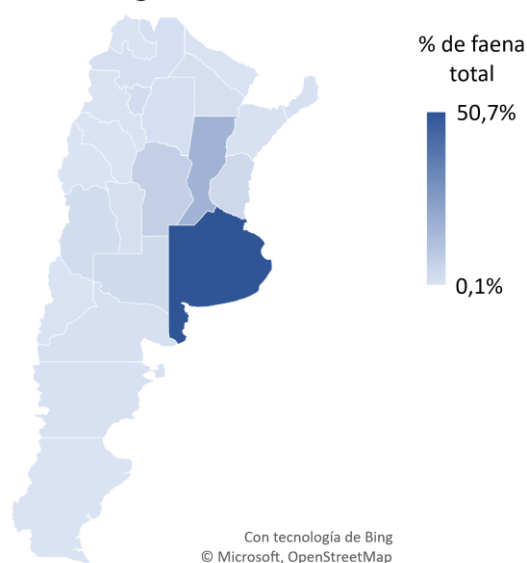 % de faena
total
50,7%
0,1%
Con tecnología de Bing
© Microsoft, OpenStreetMap